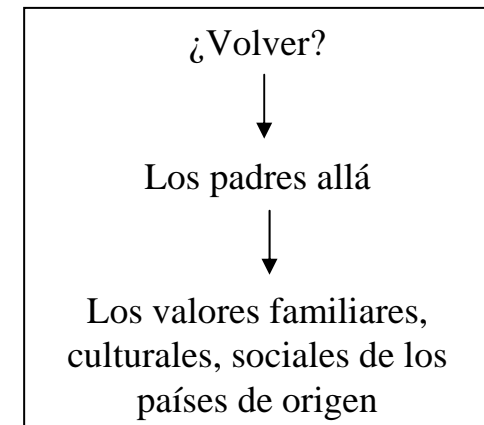 ¿Volver?
Los padres allá
Los valores familiares,
culturales, sociales de los
países de origen